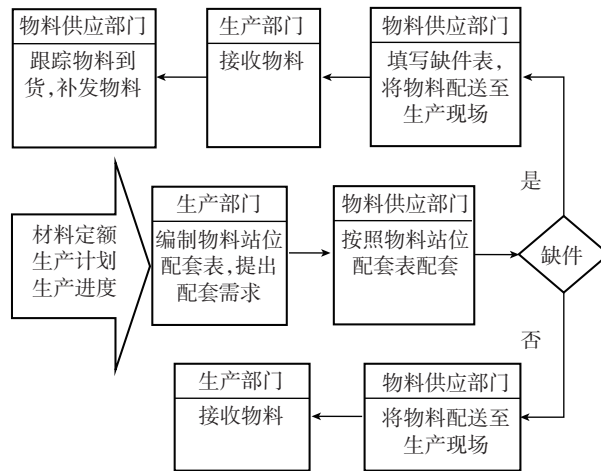 物料供应部门
跟踪物料到
货,补发物料
生产部门
接收物料
物料供应部门
填写缺件表,
将物料配送至
生产现场
是
材料定额
生产计划
生产进度
生产部门
编制物料站位
配套表,提出
配套需求
物料供应部门
按照物料站位
配套表配套
缺件
否
生产部门
接收物料
物料供应部门
将物料配送至
生产现场